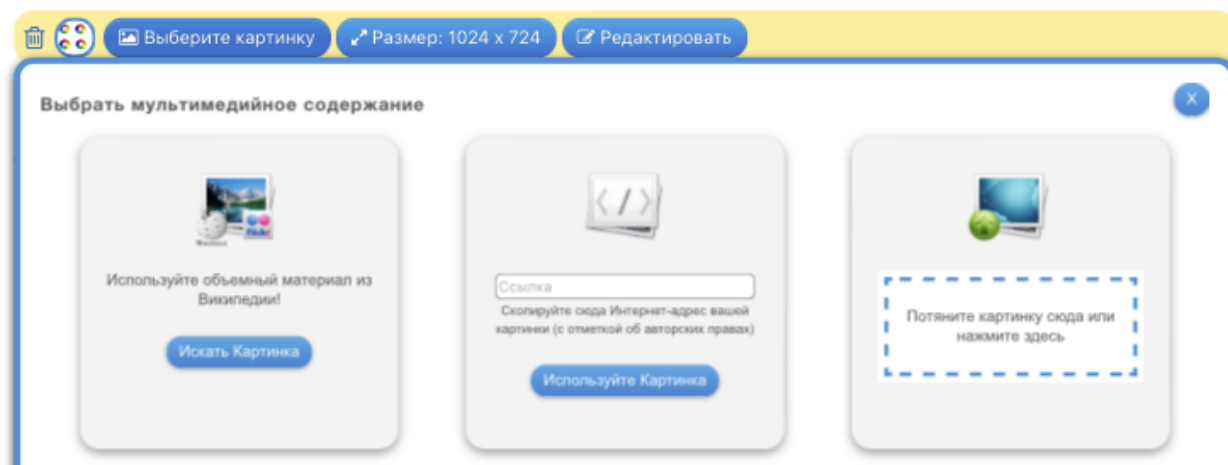 Выберите картинку
Размер: 1024 x 724
Редактировать
Выбрать мультимедийное содержание
X
Используйте объемный материал из
Википедии!
Искать Картинка
Ссылка
Скопируйте сюда Интернет-адрес вашей
картинки (с отметкой об авторских правах)
Используйте Картинка
Потяните картинку сюда или
нажмите здесь
flickr